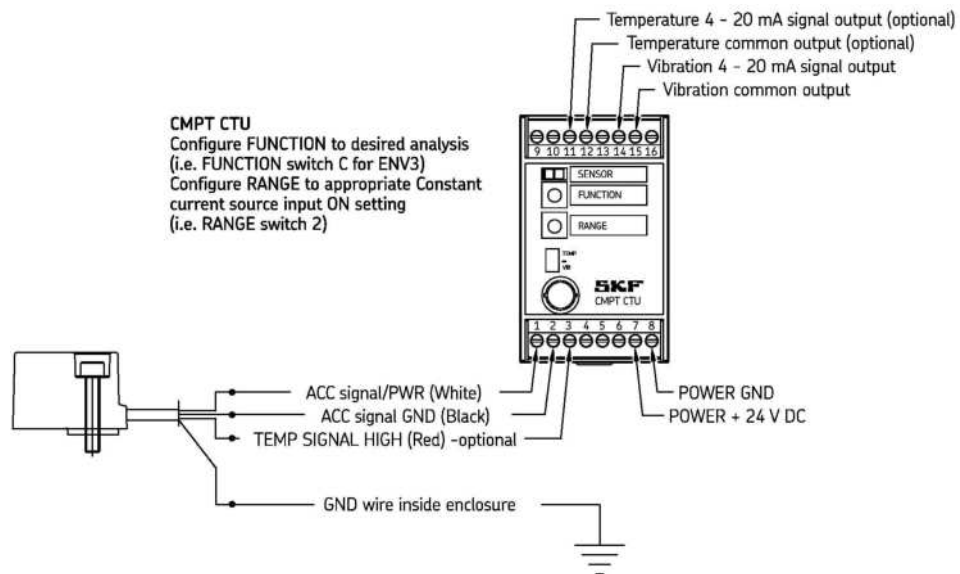 Temperature 4 - 20 mA signal output (optional)
Temperature common output (optional)
Vibration 4 - 20 mA signal output
Vibration common output
CMPT CTU
Configure FUNCTION to desired analysis
(i.e. FUNCTION switch C for ENV3)
Configure RANGE to appropriate Constant
current source input ON setting
(i.e. RANGE switch 2)
9 10 11 12 13 14 15 16
SENSOR
FUNCTION
RANGE
TEMP
VIB
SKF
CMPT CTU
1 2 3 4 5 6 7 8
ACC signal/PWR (White)
ACC signal GND (Black)
TEMP SIGNAL HIGH (Red) -optional
POWER GND
POWER + 24 V DC
GND wire inside enclosure